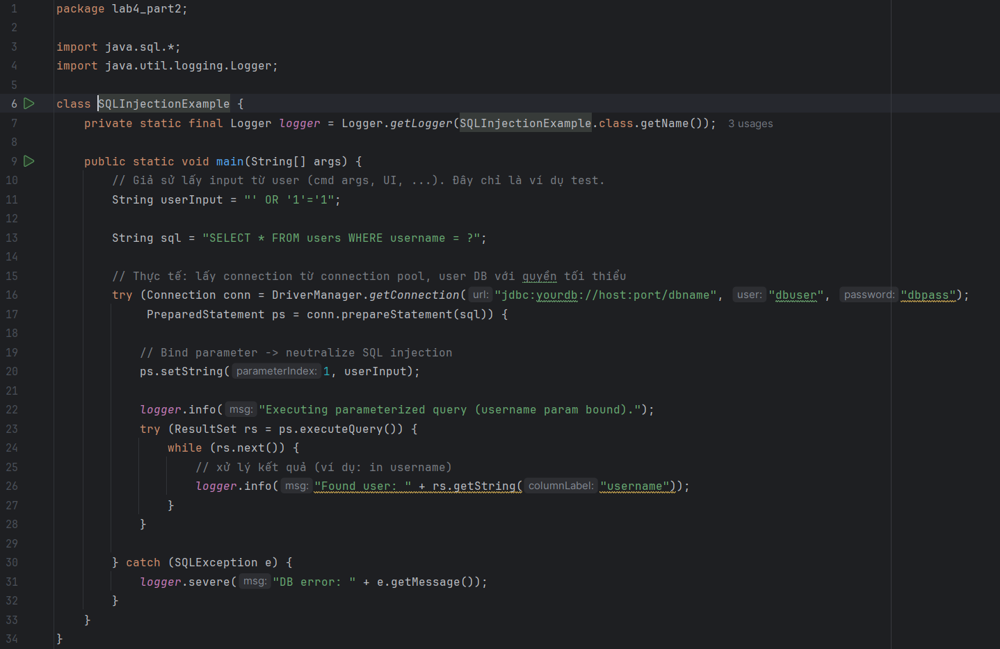 1 package lab4_part2;
2
3 import java.sql.*;
4 import java.util.logging.Logger;
5
6 class SQLInjectionExample {
7 private static final Logger logger = Logger.getLogger(SQLInjectionExample.class.getName()); 3 usages
8
9 public static void main(String[] args) {
10 // Giả sử lấy input từ user (cmd args, UI, ...). Đây chỉ là ví dụ test.
11 String userInput = "' OR '1'='1";
12
13 String sql = "SELECT * FROM users WHERE username = ?";
14
15 // Thực tế: lấy connection từ connection pool, user DB với quyền tối thiểu
16 try (Connection conn = DriverManager.getConnection( url: "jdbc:yourdb://host:port/dbname", user: "dbuser", password: "dbpass");
17 PreparedStatement ps = conn.prepareStatement(sql)) {
18
19 // Bind parameter -> neutralize SQL injection
20 ps.setString( parameterIndex: 1, userInput);
21
22 logger.info( msg: "Executing parameterized query (username param bound).");
23 try (ResultSet rs = ps.executeQuery()) {
24 while (rs.next()) {
25 // xử lý kết quả (ví dụ: in username)
26 logger.info( msg: "Found user: " + rs.getString( columnLabel: "username"));
27 }
28 }
29
30 } catch (SQLException e) {
31 logger.severe( msg: "DB error: " + e.getMessage());
32 }
33 }
34 }